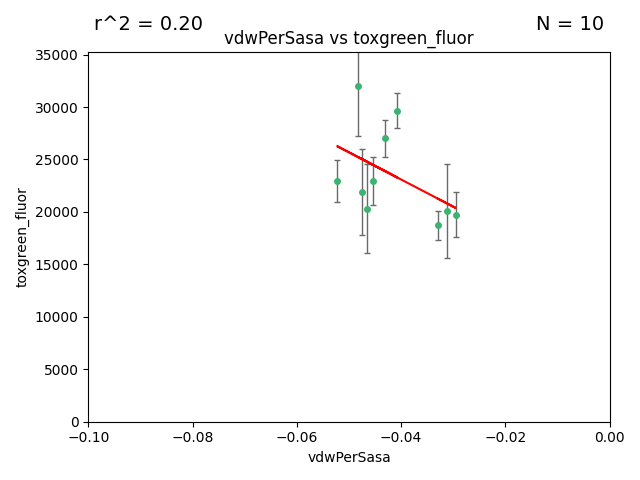 r^2 = 0.20
N = 10
vdwPerSasa vs toxgreen_fluor
35000
30000
25000
20000
15000
10000
5000
0
toxgreen_fluor
−0.10
−0.08
−0.06
−0.04
−0.02
0.00
vdwPerSasa